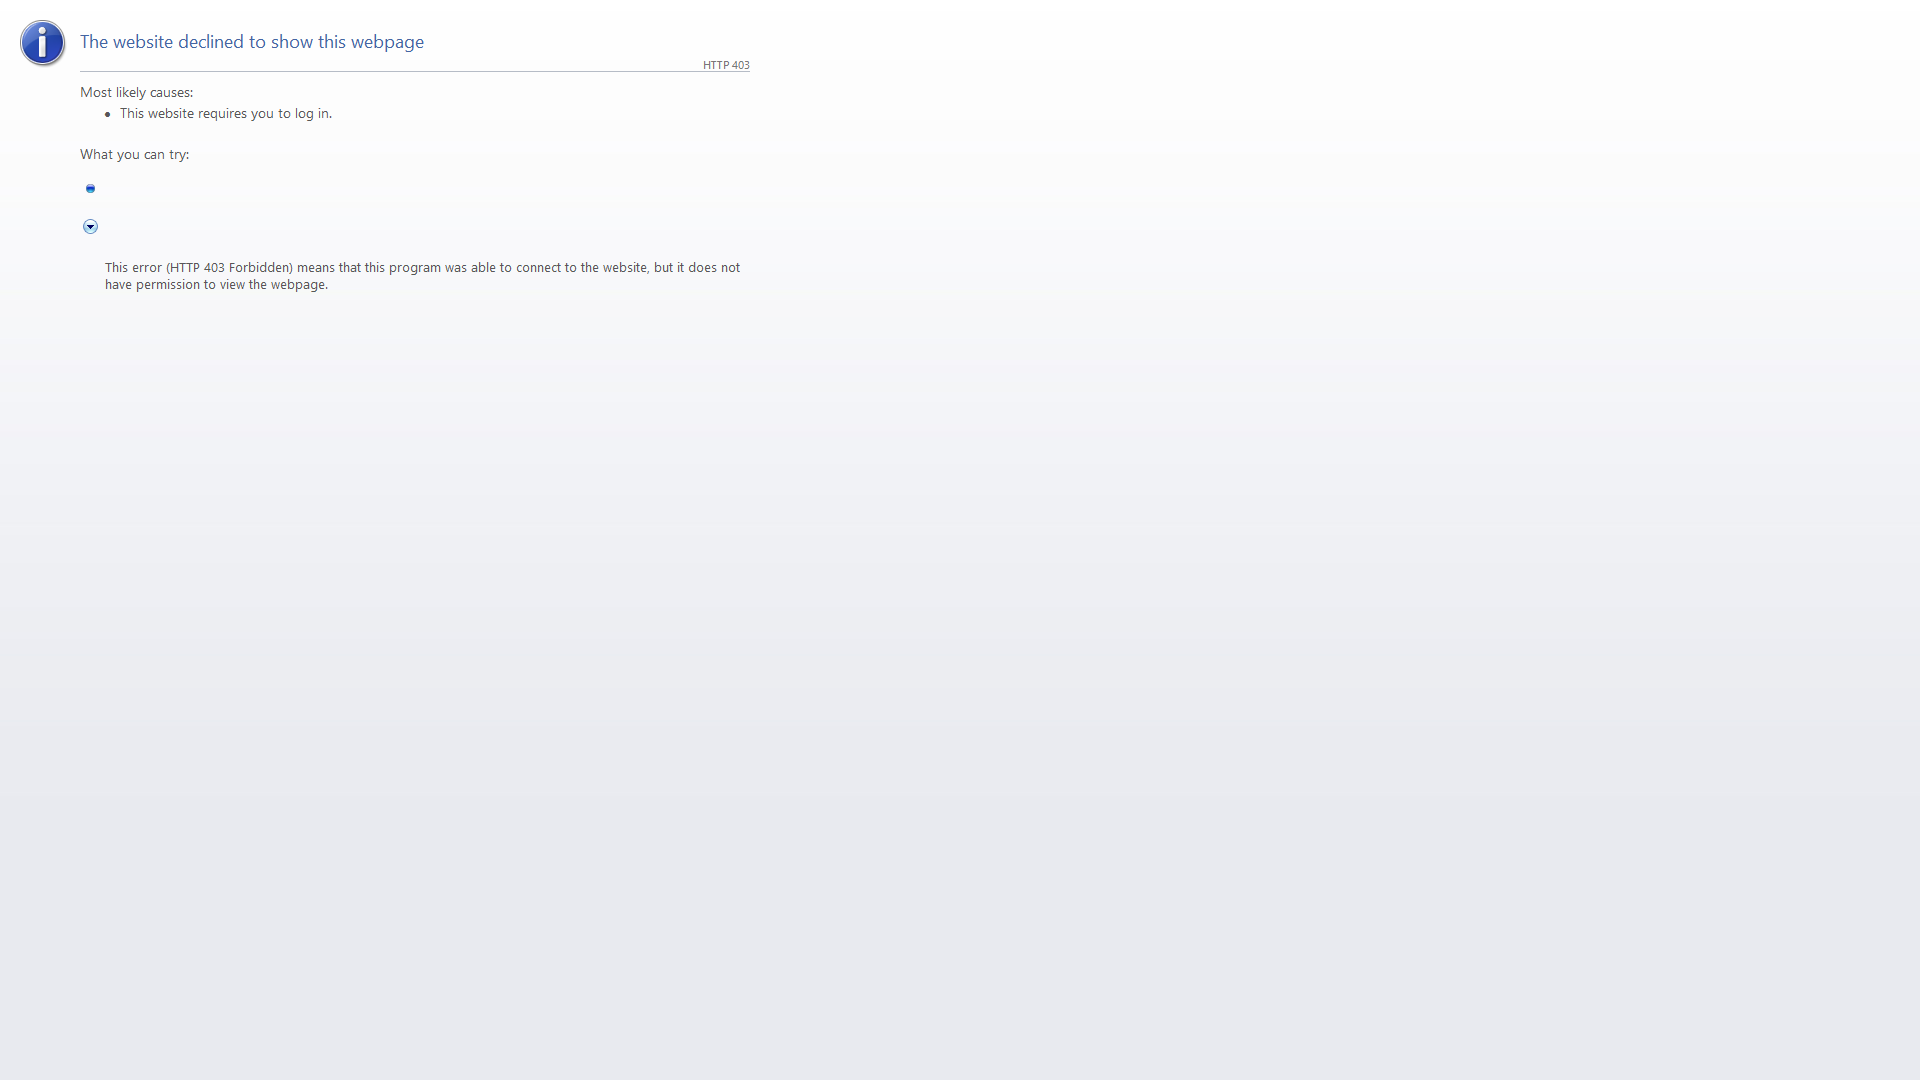 The website declined to show this webpage
HTTP 403
Most likely causes:
• This website requires you to log in.
What you can try:
This error (HTTP 403 Forbidden) means that this program was able to connect to the website, but it does not
have permission to view the webpage.